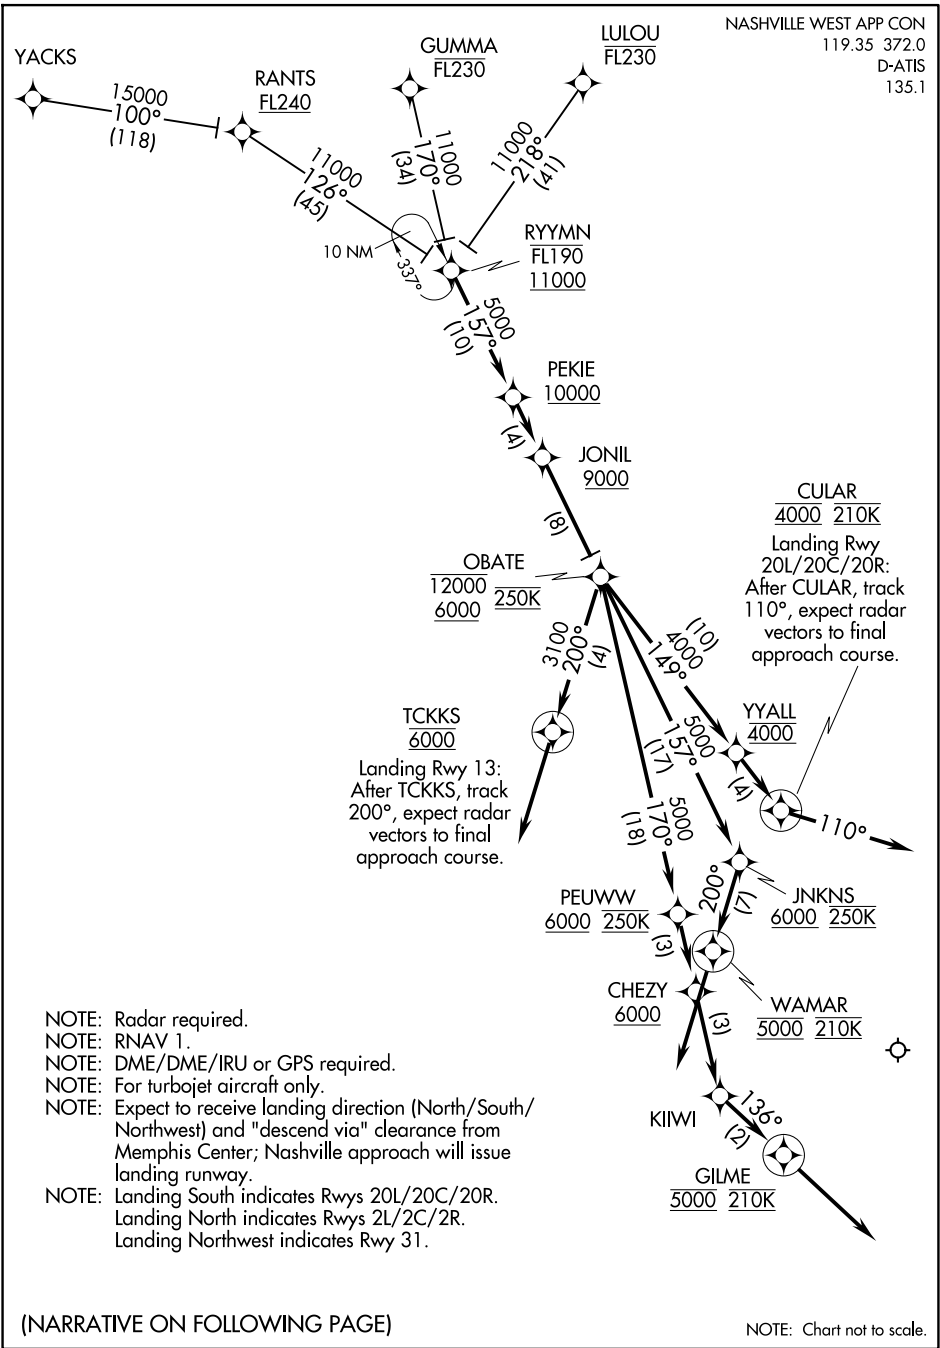 NASHVILLE WEST APP CON
119.35 372.0
D-ATIS
135.1
YACKS
15000
100°
(118)
RANTS
FL240
11000
126°
(45)
GUMMA
FL230
11000
170°
(34)
LULOU
FL230
11000
218°
(41)
10 NM
337°
RYYMN
FL190
11000
5000
157°
(10)
PEKIE
10000
(4)
JONIL
9000
(8)
OBATE
12000
6000 250K
3100
200°
(4)
TCKKS
6000
Landing Rwy 13:
After TCKKS, track
200°, expect radar
vectors to final
approach course.
CULAR
4000 210K
Landing Rwy
20L/20C/20R:
After CULAR, track
110°, expect radar
vectors to final
approach course.
(10)
4000
149°
YYALL
4000
(4)
110°
5000
157°
(17)
5000
170°
(18)
JNKNS
6000 250K
200°
(7)
PEUWW
6000 250K
(3)
CHEZY
6000
WAMAR
5000 210K
(3)
KIIWI
136°
(2)
GILME
5000 210K
NOTE: Radar required.
NOTE: RNAV 1.
NOTE: DME/DME/IRU or GPS required.
NOTE: For turbojet aircraft only.
NOTE: Expect to receive landing direction (North/South/
Northwest) and "descend via" clearance from
Memphis Center; Nashville approach will issue
landing runway.
NOTE: Landing South indicates Rwys 20L/20C/20R.
Landing North indicates Rwys 2L/2C/2R.
Landing Northwest indicates Rwy 31.
(NARRATIVE ON FOLLOWING PAGE)
NOTE: Chart not to scale.